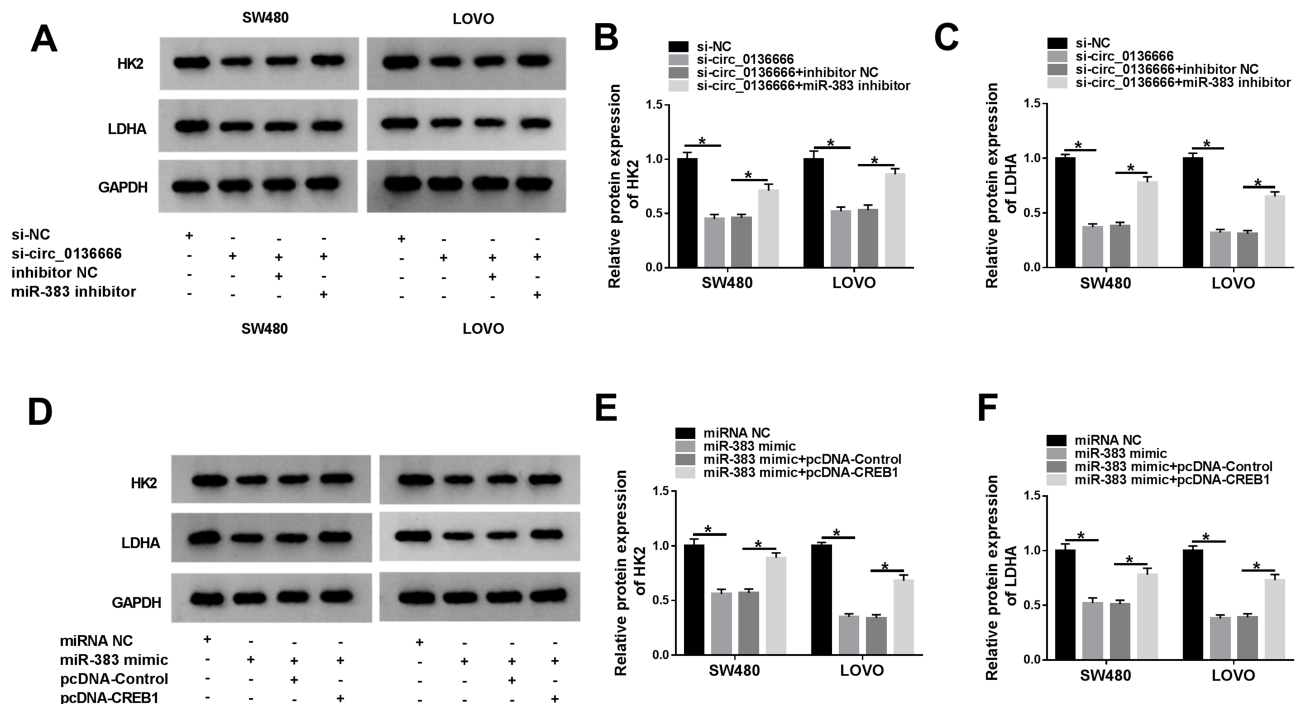 A
SW480 LOVO
HK2
LDHA
GAPDH
si-NC + - - - + - - -
si-circ_0136666 - + + + - + + +
inhibitor NC - - + - - - + -
miR-383 inhibitor - - - + - - - +
SW480 LOVO
B
si-NC
si-circ_0136666
si-circ_0136666+inhibitor NC
si-circ_0136666+miR-383 inhibitor
Relative protein expression
of HK2
1.5
1.0
0.5
0.0
* * * *
SW480 LOVO
C
si-NC
si-circ_0136666
si-circ_0136666+inhibitor NC
si-circ_0136666+miR-383 inhibitor
Relative protein expression
of LDHA
1.5
1.0
0.5
0.0
* * * *
SW480 LOVO
D
HK2
LDHA
GAPDH
miRNA NC + - - - + - - -
miR-383 mimic - + + + - + + +
pcDNA-Control - - + - - - + -
pcDNA-CREB1 - - - + - - - +
E
miRNA NC
miR-383 mimic
miR-383 mimic+pcDNA-Control
miR-383 mimic+pcDNA-CREB1
Relative protein expression
of HK2
1.5
1.0
0.5
0.0
* * * *
SW480 LOVO
F
miRNA NC
miR-383 mimic
miR-383 mimic+pcDNA-Control
miR-383 mimic+pcDNA-CREB1
Relative protein expression
of LDHA
1.5
1.0
0.5
0.0
* * * *
SW480 LOVO